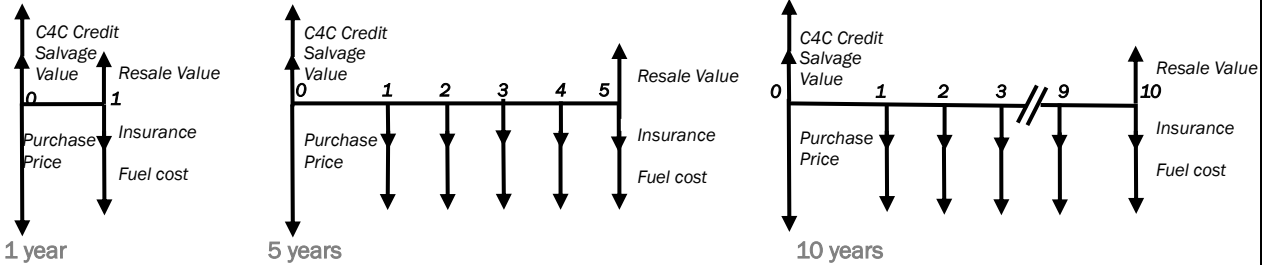 C4C Credit
Salvage
Value
Resale Value
0
1
Purchase
Price
Insurance
Fuel cost
1 year
C4C Credit
Salvage
Value
Resale Value
0
1
2
3
4
5
Purchase
Price
Insurance
Fuel cost
5 years
C4C Credit
Salvage
Value
Resale Value
0
1
2
3
9
10
Purchase
Price
Insurance
Fuel cost
10 years